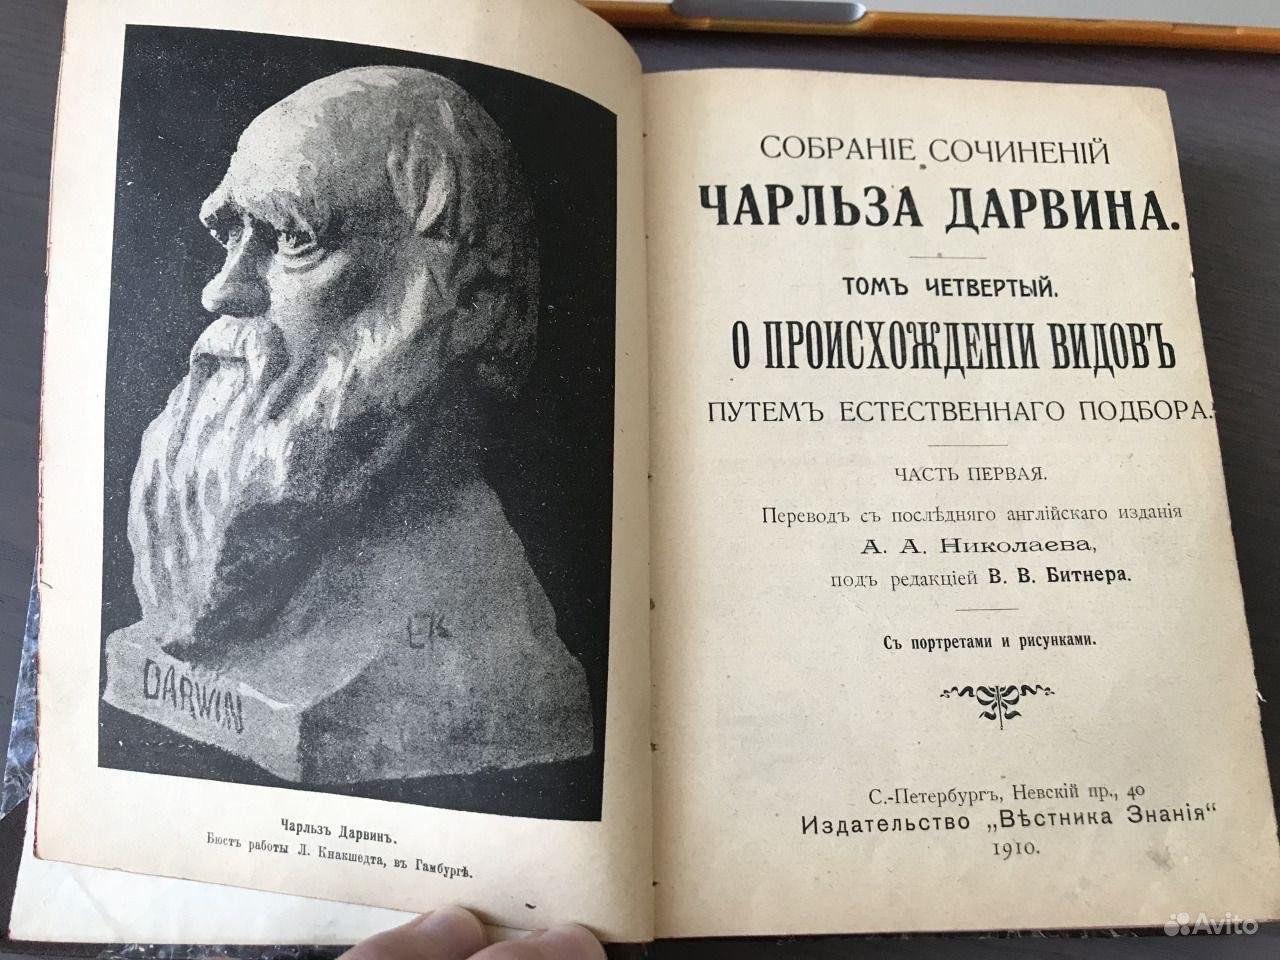 DARWIN
LK
Чарльзъ Дарвинъ.
Бюстъ работы Л. Кнакшедта, въ Гамбургѣ.
СОБРАНІЕ СОЧИНЕНІЙ
ЧАРЛЬЗА ДАРВИНА.
ТОМЪ ЧЕТВЕРТЫЙ.
О ПРОИСХОЖДЕНІИ ВИДОВЪ
ПУТЕМЪ ЕСТЕСТВЕННАГО ПОДБОРА.
ЧАСТЬ ПЕРВАЯ.
Переводъ съ послѣдняго англійскаго изданія
А. А. Николаева,
подъ редакціей В. В. Битнера.
Съ портретами и рисунками.
С.-Петербургъ, Невскій пр., 40
Издательство „Вѣстника Знанія“
1910.
Avito